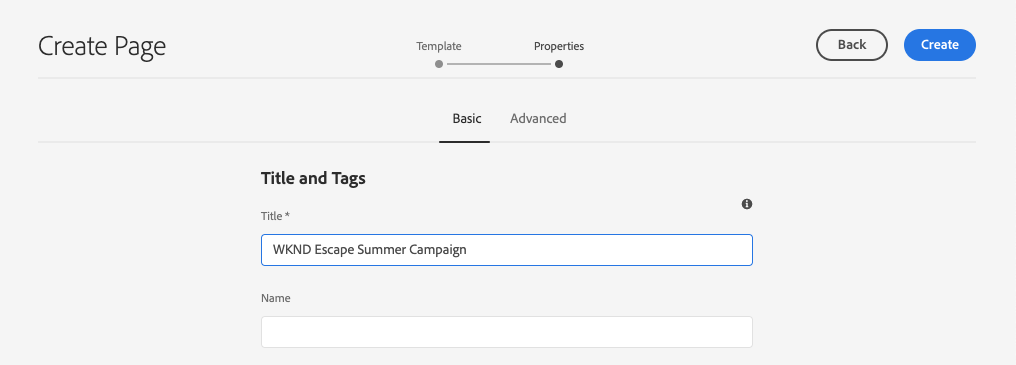 Create Page
Template
Properties
Back
Create
Basic
Advanced
Title and Tags
Title *
WKND Escape Summer Campaign
Name